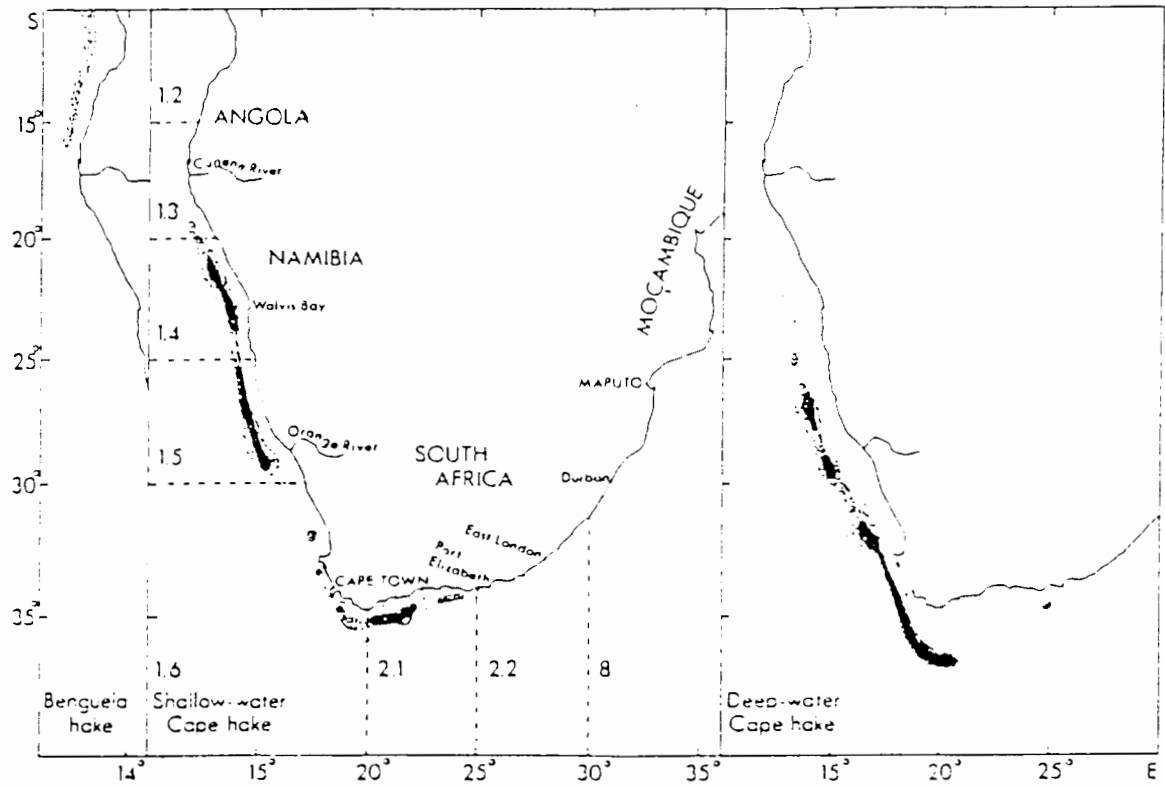 S
15°
20°
25°
30°
35°
1.2
ANGOLA
Cunene River
1.3
NAMIBIA
Walvis Bay
1.4
MOÇAMBIQUE
MAPUTO
Orange River
1.5
SOUTH
AFRICA
Durban
East London
Port
Elizabeth
CAPE TOWN
1.6
2.1
2.2
8
Benguela
hake
Shallow-water
Cape hake
Deep-water
Cape hake
14°
15°
20°
25°
30°
35°
15°
20°
25°
E